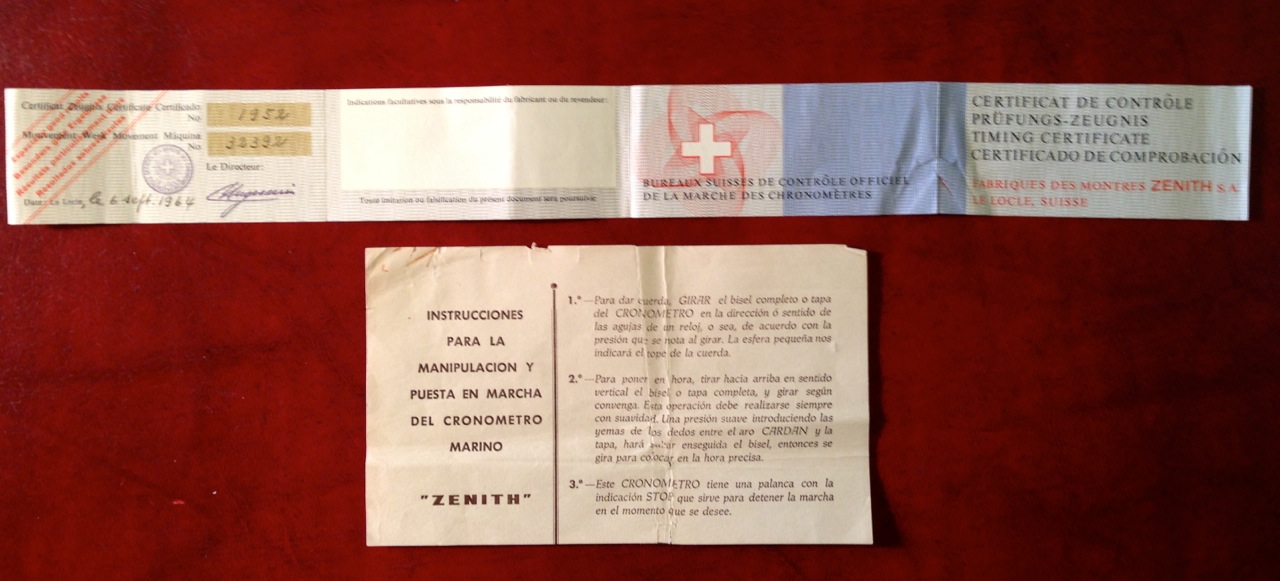 Certificat Zeugnis Certificate Certificado
No 1952
Mouvement Werk Movement Máquina
No 32392
Le Directeur:
Date: Le Locle, le 6 sept. 1964
Résultats particulièrement
Indications facultatives sous la responsabilité du fabricant ou du revendeur:
Toute imitation ou falsification du présent document sera poursuivie
BUREAUX SUISSES DE CONTRÔLE OFFICIEL
DE LA MARCHE DES CHRONOMÈTRES
CERTIFICAT DE CONTRÔLE
PRÜFUNGS-ZEUGNIS
TIMING CERTIFICATE
CERTIFICADO DE COMPROBACIÓN
FABRIQUES DES MONTRES ZENITH S.A.
LE LOCLE, SUISSE
INSTRUCCIONES
PARA LA
MANIPULACION Y
PUESTA EN MARCHA
DEL CRONOMETRO
MARINO
"ZENITH"
1.º—Para dar cuerda, GIRAR el bisel completo o tapa
del CRONOMETRO en la dirección ó sentido de
las agujas de un reloj, o sea, de acuerdo con la
presión que se nota al girar. La esfera pequeña nos
indicará el tope de la cuerda.
2.º—Para poner en hora, tirar hacia arriba en sentido
vertical el bisel o tapa completa, y girar según
convenga. Esta operación debe realizarse siempre
con suavidad. Una presión suave introduciendo las
yemas de los dedos entre el aro CARDAN y la
tapa, hará saltar enseguida el bisel, entonces se
gira para colocar en la hora precisa.
3.º—Este CRONOMETRO tiene una palanca con la
indicación STOP que sirve para detener la marcha
en el momento que se desee.